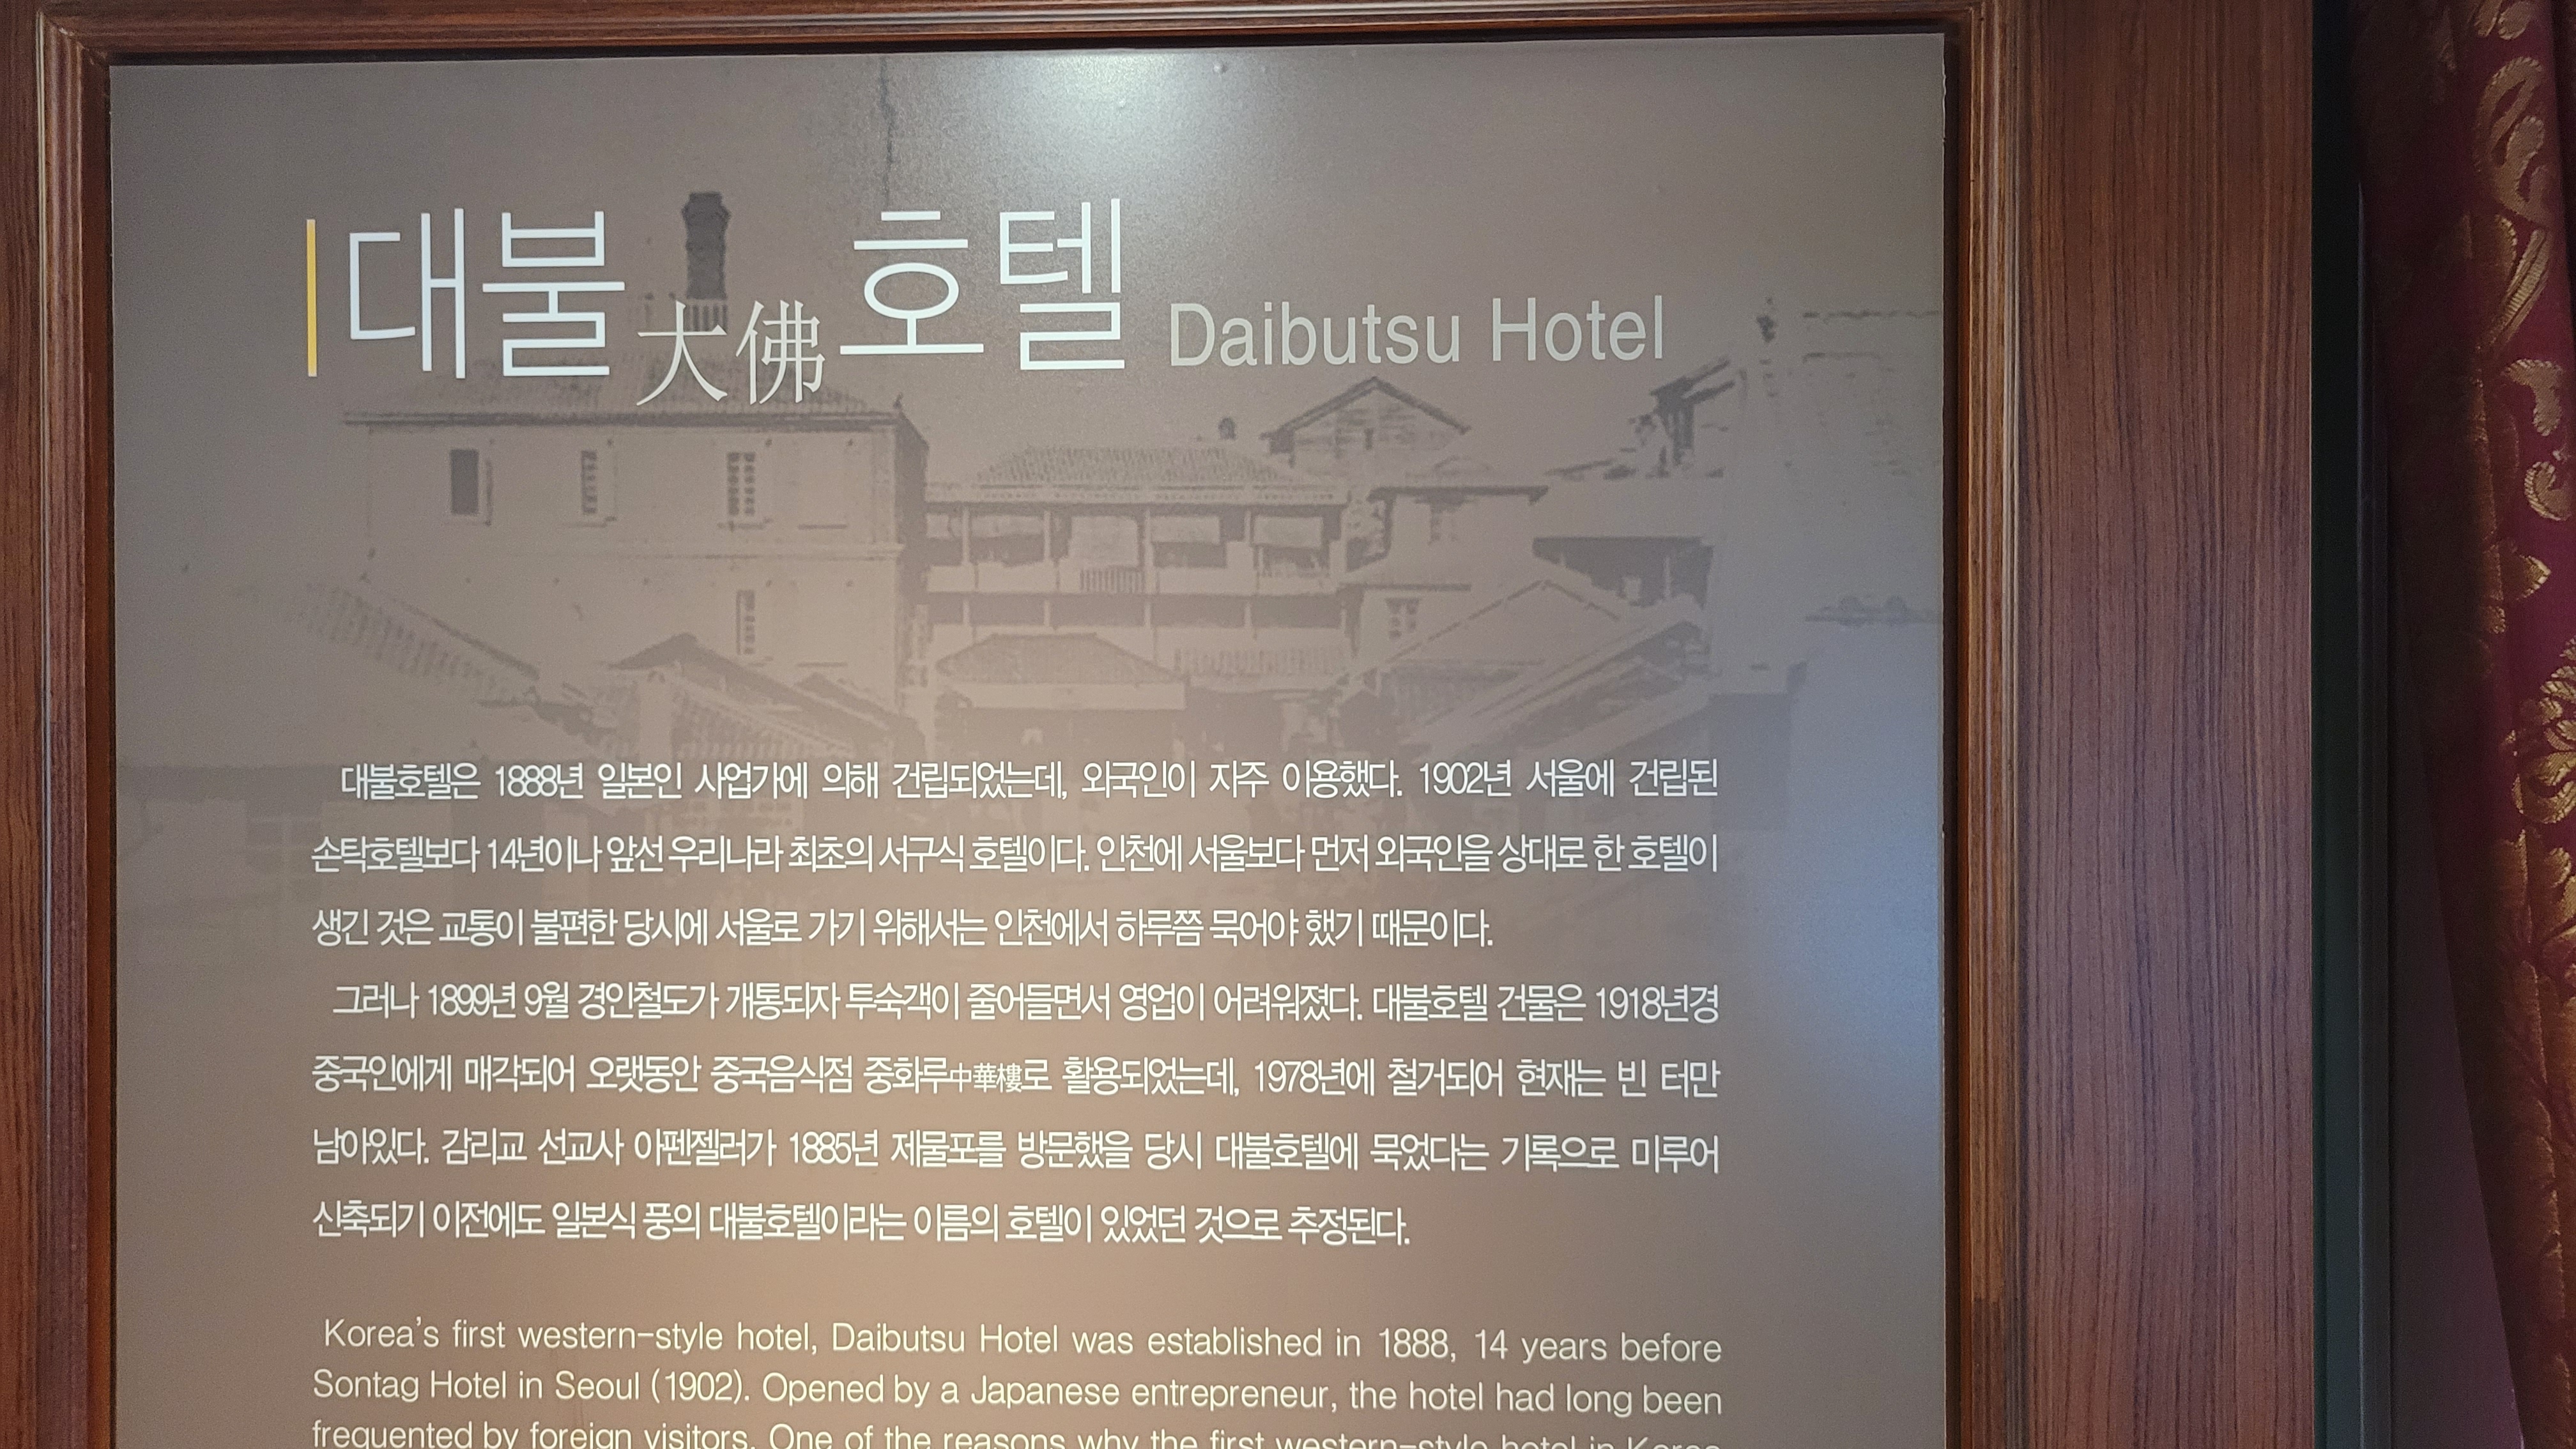 대불大佛호텔 Daibutsu Hotel
대불호텔은 1888년 일본인 사업가에 의해 건립되었는데, 외국인이 자주 이용했다. 1902년 서울에 건립된
손탁호텔보다 14년이나 앞선 우리나라 최초의 서구식 호텔이다. 인천에 서울보다 먼저 외국인을 상대로 한 호텔이
생긴 것은 교통이 불편한 당시에 서울로 가기 위해서는 인천에서 하루쯤 묵어야 했기 때문이다.
그러나 1899년 9월 경인철도가 개통되자 투숙객이 줄어들면서 영업이 어려워졌다. 대불호텔 건물은 1918년경
중국인에게 매각되어 오랫동안 중국음식점 중화루中華樓로 활용되었는데, 1978년에 철거되어 현재는 빈 터만
남아있다. 감리교 선교사 아펜젤러가 1885년 제물포를 방문했을 당시 대불호텔에 묵었다는 기록으로 미루어
신축되기 이전에도 일본식 풍의 대불호텔이라는 이름의 호텔이 있었던 것으로 추정된다.
Korea's first western-style hotel, Daibutsu Hotel was established in 1888, 14 years before
Sontag Hotel in Seoul (1902). Opened by a Japanese entrepreneur, the hotel had long been
frequented by foreign visitors. One of the reasons why the first western-style hotel in Korea